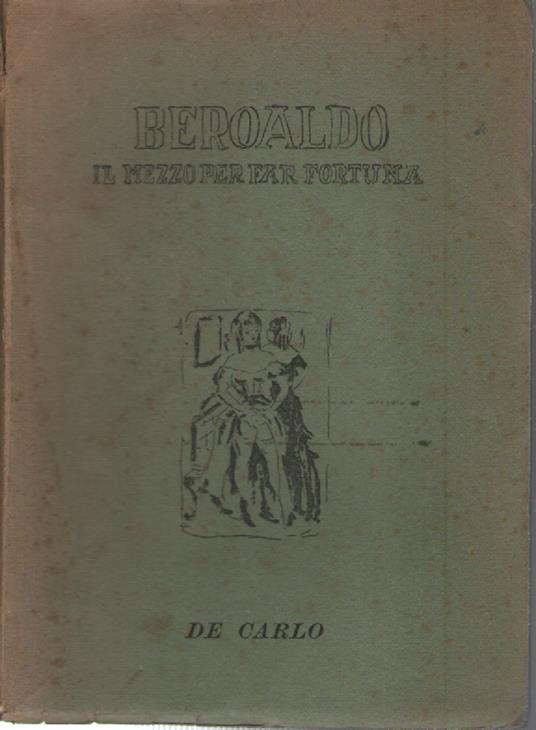 BEROALDO
IL MEZZO PER FAR FORTUNA
DE CARLO